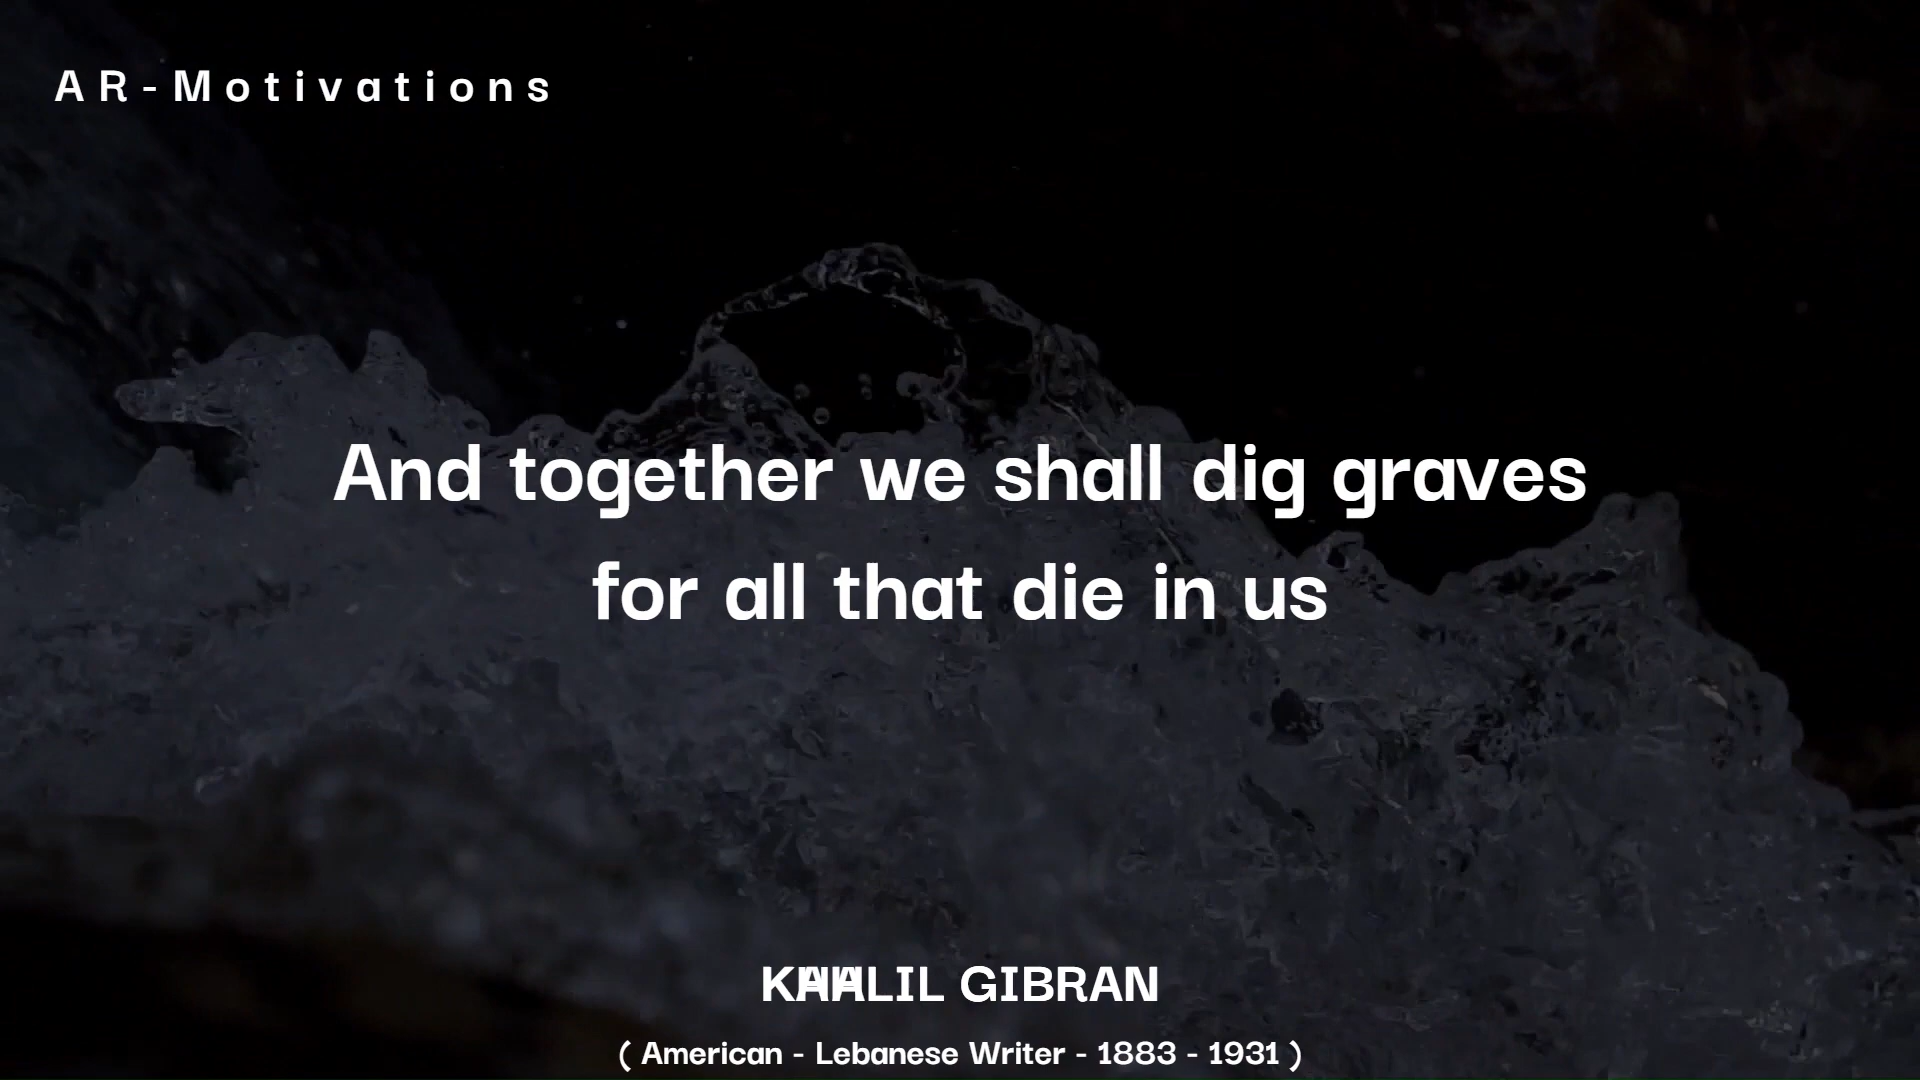 AR-Motivations
And together we shall dig graves
for all that die in us
GIBRAN
( American - Lebanese Writer - 1883 - 1931 )